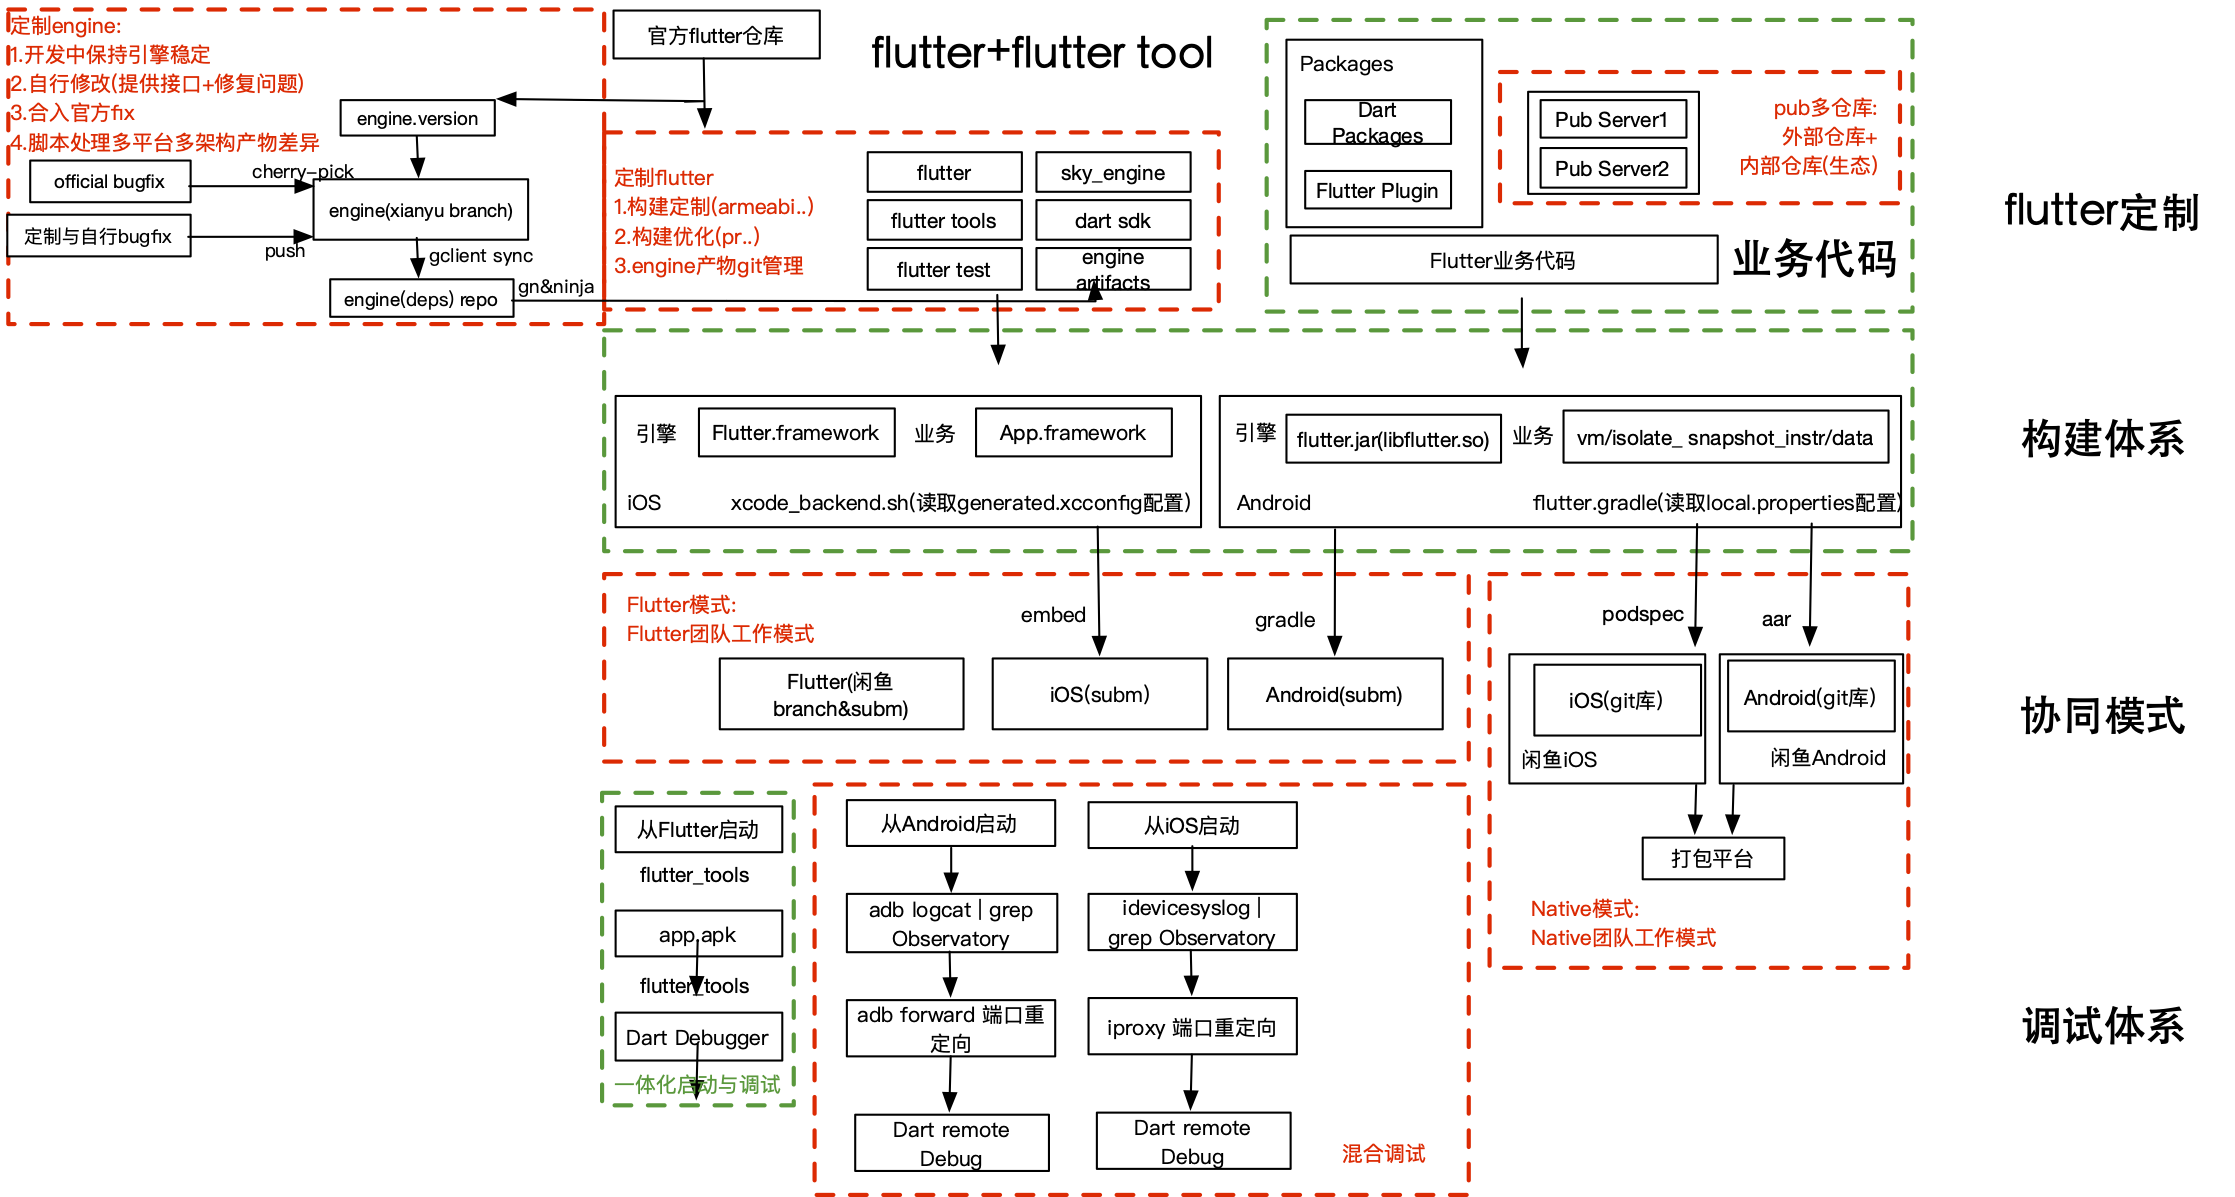 定制engine:
1.开发中保持引擎稳定
2.自行修改(提供接口+修复问题)
3.合入官方fix
4.脚本处理多平台多架构产物差异
engine.version
official bugfix
cherry-pick
engine(xianyu branch)
定制与自行bugfix
push
gclient sync
engine(deps) repo
gn&ninja
官方flutter仓库
flutter+flutter tool
定制flutter
1.构建定制(armeabi..)
2.构建优化(pr..)
3.engine产物git管理
flutter
sky_engine
flutter tools
dart sdk
flutter test
engine
artifacts
Packages
Dart
Packages
Flutter Plugin
Pub Server1
Pub Server2
pub多仓库:
外部仓库+
内部仓库(生态)
Flutter业务代码
业务代码
flutter定制
引擎
Flutter.framework
业务
App.framework
iOS
xcode_backend.sh(读取generated.xcconfig配置)
引擎
flutter.jar(libflutter.so)
业务
vm/isolate_ snapshot_instr/data
Android
flutter.gradle(读取local.properties配置)
构建体系
Flutter模式:
Flutter团队工作模式
embed
gradle
Flutter(闲鱼
branch&subm)
iOS(subm)
Android(subm)
podspec
aar
iOS(git库)
闲鱼iOS
Android(git库)
闲鱼Android
打包平台
Native模式:
Native团队工作模式
协同模式
从Flutter启动
flutter_tools
app.apk
flutter_tools
Dart Debugger
一体化启动与调试
从Android启动
adb logcat | grep
Observatory
adb forward 端口重
定向
Dart remote
Debug
从iOS启动
idevicesyslog |
grep Observatory
iproxy 端口重定向
Dart remote
Debug
混合调试
调试体系